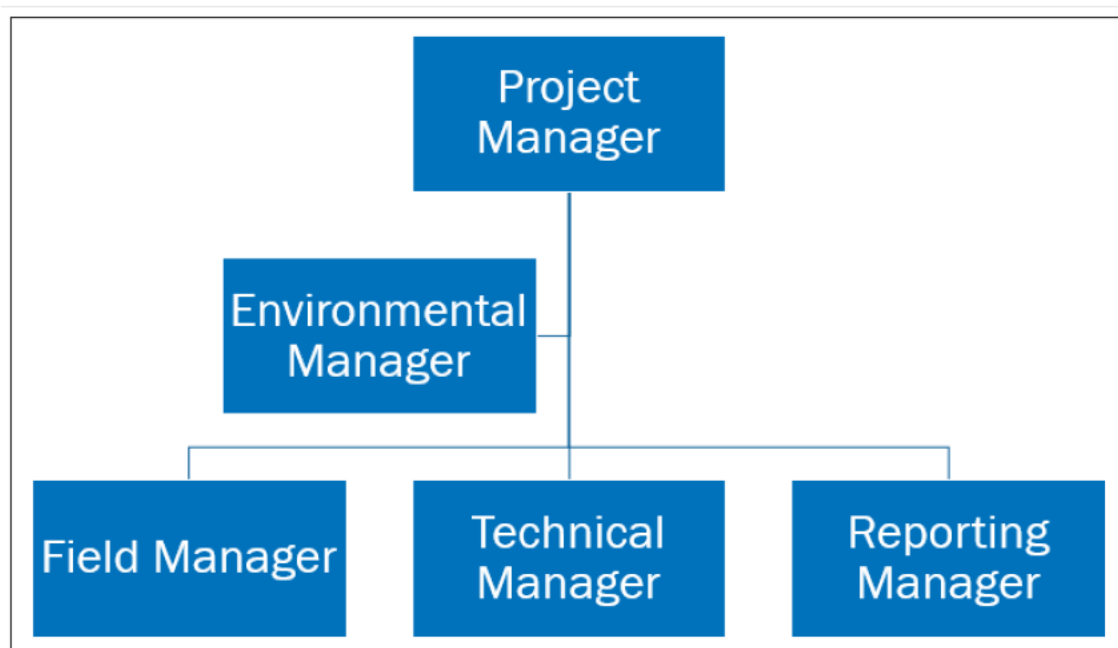 Project
Manager
Environmental
Manager
Field Manager
Technical
Manager
Reporting
Manager